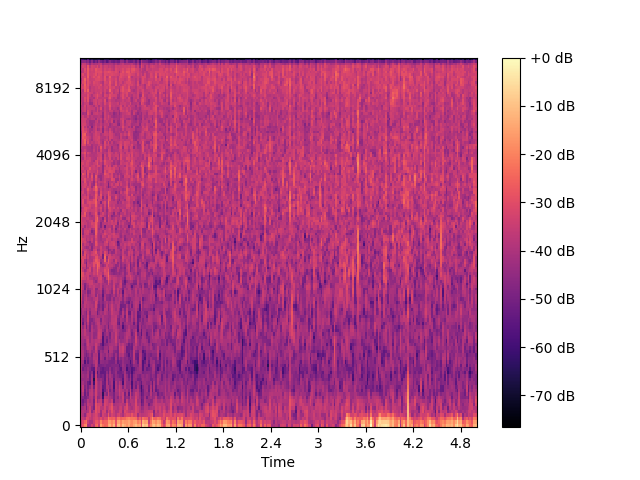 8192
4096
2048
1024
512
0
Hz
0 0.6 1.2 1.8 2.4 3 3.6 4.2 4.8
Time
+0 dB
-10 dB
-20 dB
-30 dB
-40 dB
-50 dB
-60 dB
-70 dB